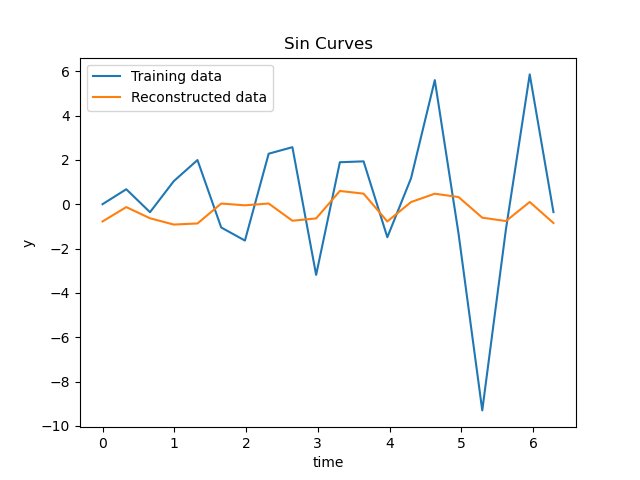 Sin Curves
Training data
Reconstructed data
6
4
2
0
−2
−4
−6
−8
−10
y
0 1 2 3 4 5 6
time